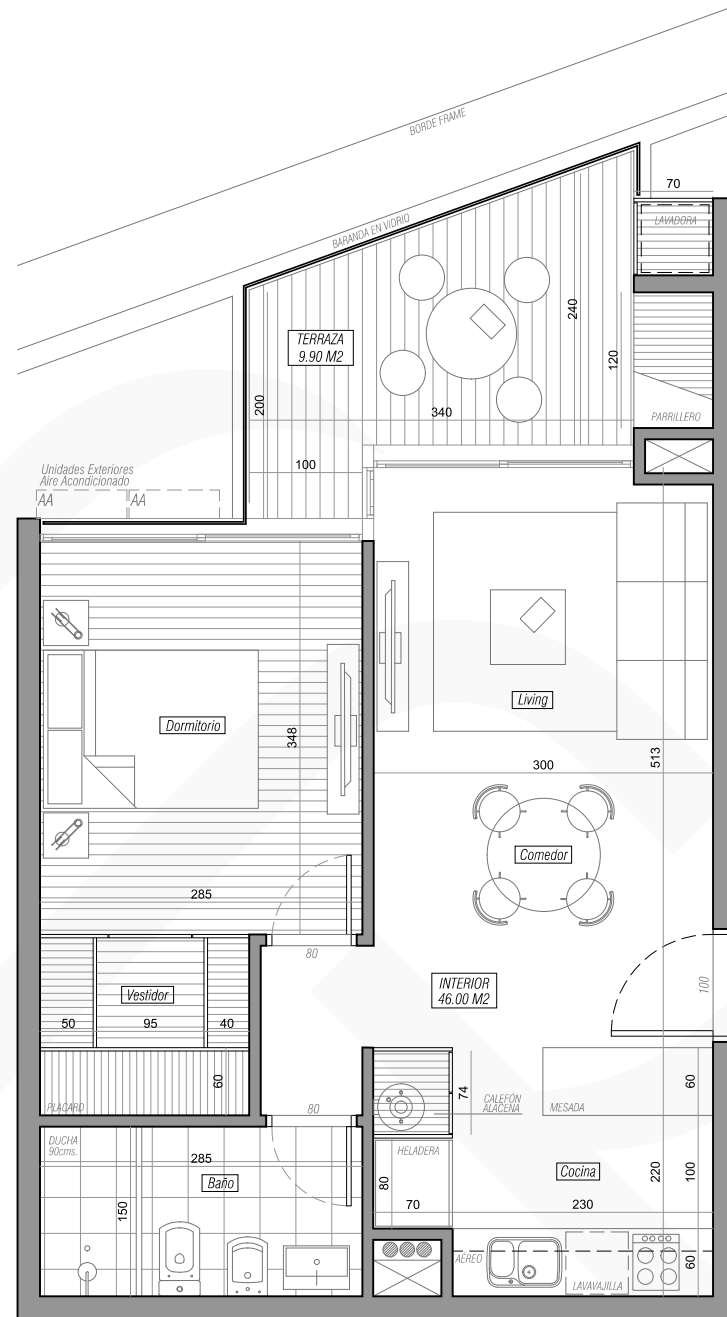 BORDE FRAME
BARANDA EN VIDRIO
70
LAVADORA
TERRAZA
9.90 M2
240
120
200
340
100
PARRILLERO
Unidades Exteriores
Aire Acondicionado
AA
AA
Living
Dormitorio
348
513
300
Comedor
285
80
Vestidor
INTERIOR
46.00 M2
100
50
95
40
60
PLACARD
80
74
CALEFÓN
ALACENA
MESADA
60
DUCHA
90cms.
285
Baño
150
HELADERA
80
70
Cocina
220
100
230
AÉREO
LAVAVAJILLA
60